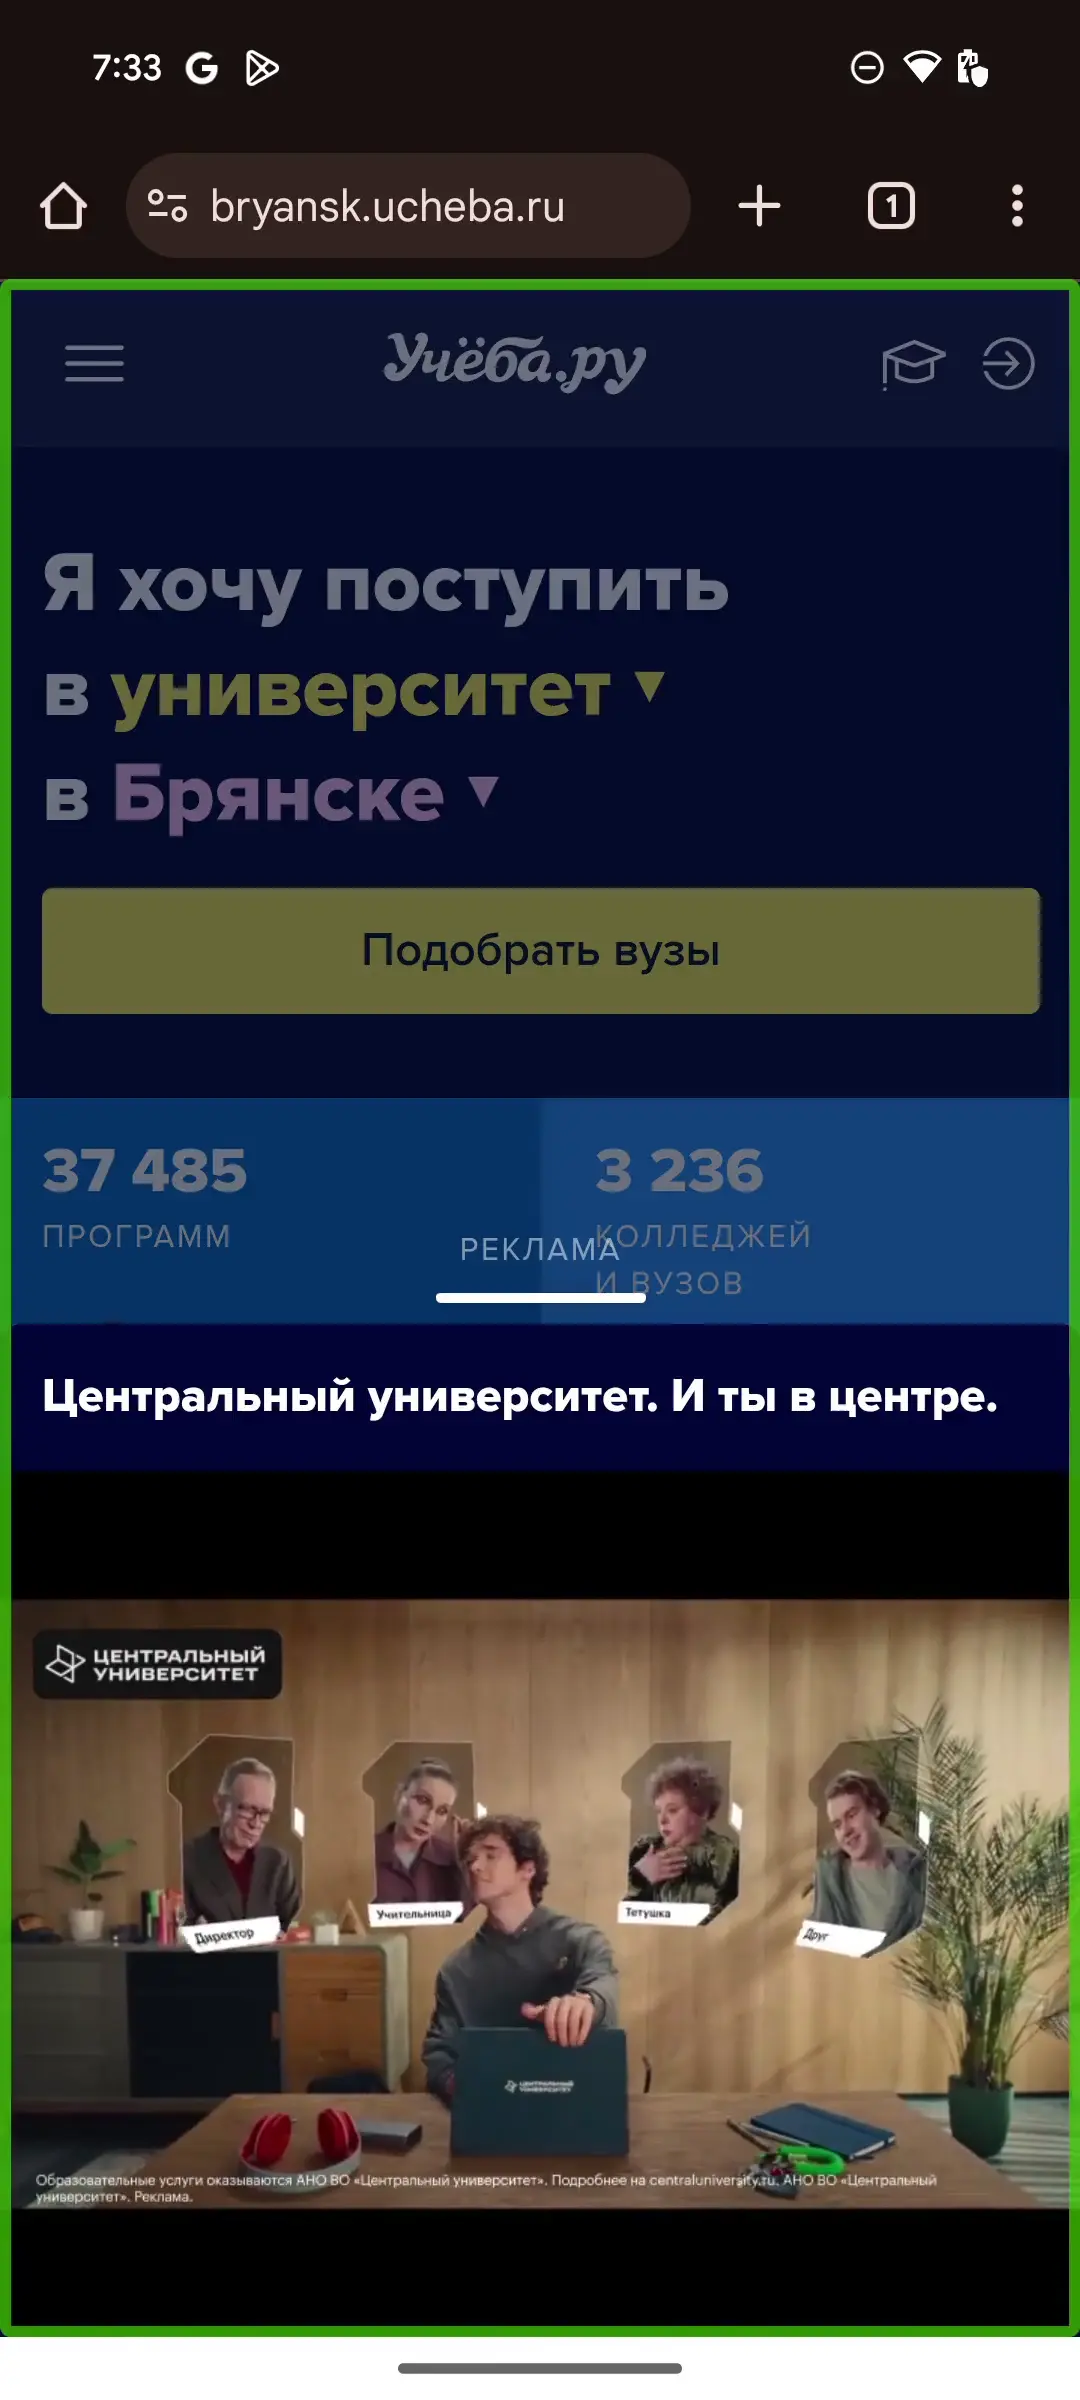 7:33
bryansk.ucheba.ru
1
Учёба.ру
Я хочу поступить
в университет
в Брянске
Подобрать вузы
37 485
ПРОГРАММ
3 236
КОЛЛЕДЖЕЙ
И ВУЗОВ
РЕКЛАМА
Центральный университет. И ты в центре.
ЦЕНТРАЛЬНЫЙ
УНИВЕРСИТЕТ
Директор
Учительница
Тетушка
Друг
ЦЕНТРАЛЬНЫЙ
УНИВЕРСИТЕТ
Образовательные услуги оказываются АНО ВО «Центральный университет». Подробнее на centraluniversity.ru. АНО ВО «Центральный
университет». Реклама.